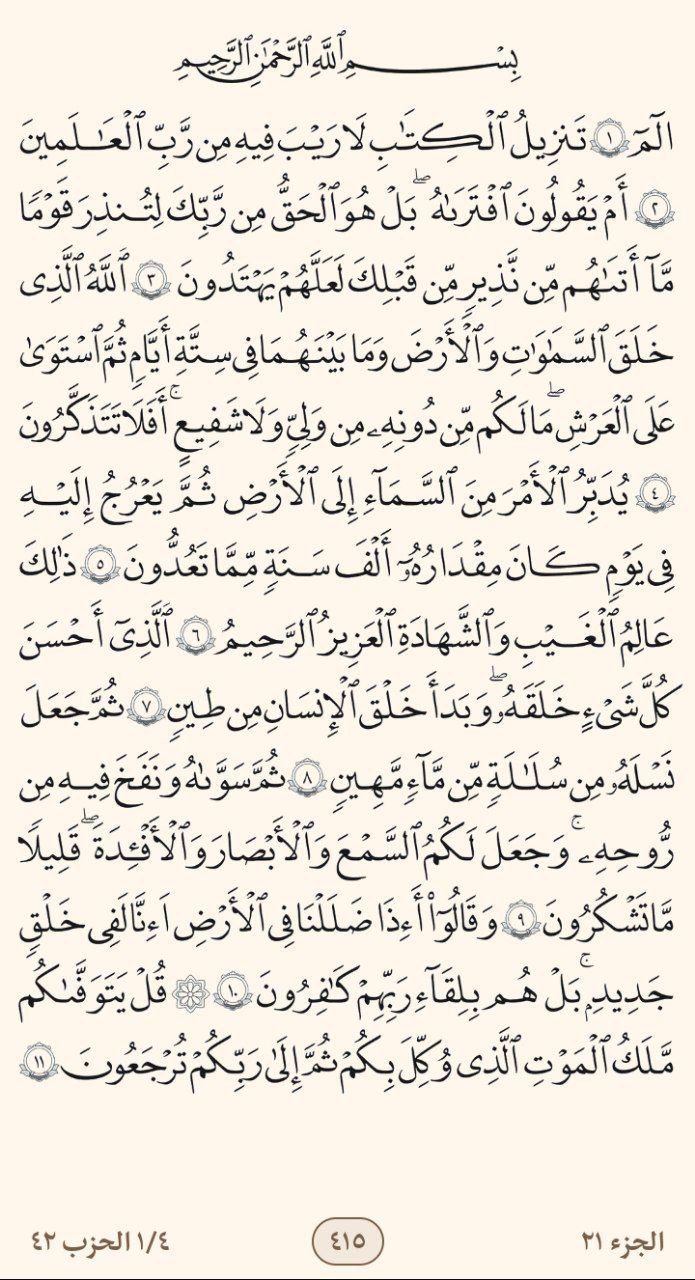 بِسْمِ ٱللَّهِ ٱلرَّحْمَٰنِ ٱلرَّحِيمِ
الٓمٓ ١ تَنزِيلُ ٱلْكِتَٰبِ لَا رَيْبَ فِيهِ مِن رَّبِّ ٱلْعَٰلَمِينَ
٢ أَمْ يَقُولُونَ ٱفْتَرَىٰهُ ۖ بَلْ هُوَ ٱلْحَقُّ مِن رَّبِّكَ لِتُنذِرَ قَوْمًا
مَّآ أَتَىٰهُم مِّن نَّذِيرٍ مِّن قَبْلِكَ لَعَلَّهُمْ يَهْتَدُونَ ٣ ٱللَّهُ ٱلَّذِى
خَلَقَ ٱلسَّمَٰوَٰتِ وَٱلْأَرْضَ وَمَا بَيْنَهُمَا فِى سِتَّةِ أَيَّامٍ ثُمَّ ٱسْتَوَىٰ
عَلَى ٱلْعَرْشِ ۖ مَا لَكُم مِّن دُونِهِۦ مِن وَلِىٍّ وَلَا شَفِيعٍ ۚ أَفَلَا تَتَذَكَّرُونَ
٤ يُدَبِّرُ ٱلْأَمْرَ مِنَ ٱلسَّمَآءِ إِلَى ٱلْأَرْضِ ثُمَّ يَعْرُجُ إِلَيْهِ
فِى يَوْمٍ كَانَ مِقْدَارُهُۥٓ أَلْفَ سَنَةٍ مِّمَّا تَعُدُّونَ ٥ ذَٰلِكَ
عَٰلِمُ ٱلْغَيْبِ وَٱلشَّهَٰدَةِ ٱلْعَزِيزُ ٱلرَّحِيمُ ٦ ٱلَّذِىٓ أَحْسَنَ
كُلَّ شَىْءٍ خَلَقَهُۥ ۖ وَبَدَأَ خَلْقَ ٱلْإِنسَٰنِ مِن طِينٍ ٧ ثُمَّ جَعَلَ
نَسْلَهُۥ مِن سُلَٰلَةٍ مِّن مَّآءٍ مَّهِينٍ ٨ ثُمَّ سَوَّىٰهُ وَنَفَخَ فِيهِ مِن
رُّوحِهِۦ ۚ وَجَعَلَ لَكُمُ ٱلسَّمْعَ وَٱلْأَبْصَٰرَ وَٱلْأَفْـِٔدَةَ ۖ قَلِيلًا
مَّا تَشْكُرُونَ ٩ وَقَالُوٓا۟ أَءِذَا ضَلَلْنَا فِى ٱلْأَرْضِ أَءِنَّا لَفِى خَلْقٍ
جَدِيدٍۭ ۚ بَلْ هُم بِلِقَآءِ رَبِّهِمْ كَٰفِرُونَ ١٠ ۞ قُلْ يَتَوَفَّىٰكُم
مَّلَكُ ٱلْمَوْتِ ٱلَّذِى وُكِّلَ بِكُمْ ثُمَّ إِلَىٰ رَبِّكُمْ تُرْجَعُونَ ١١
الجزء ٢١ ٤١٥ ١/٤ الحزب ٤٢